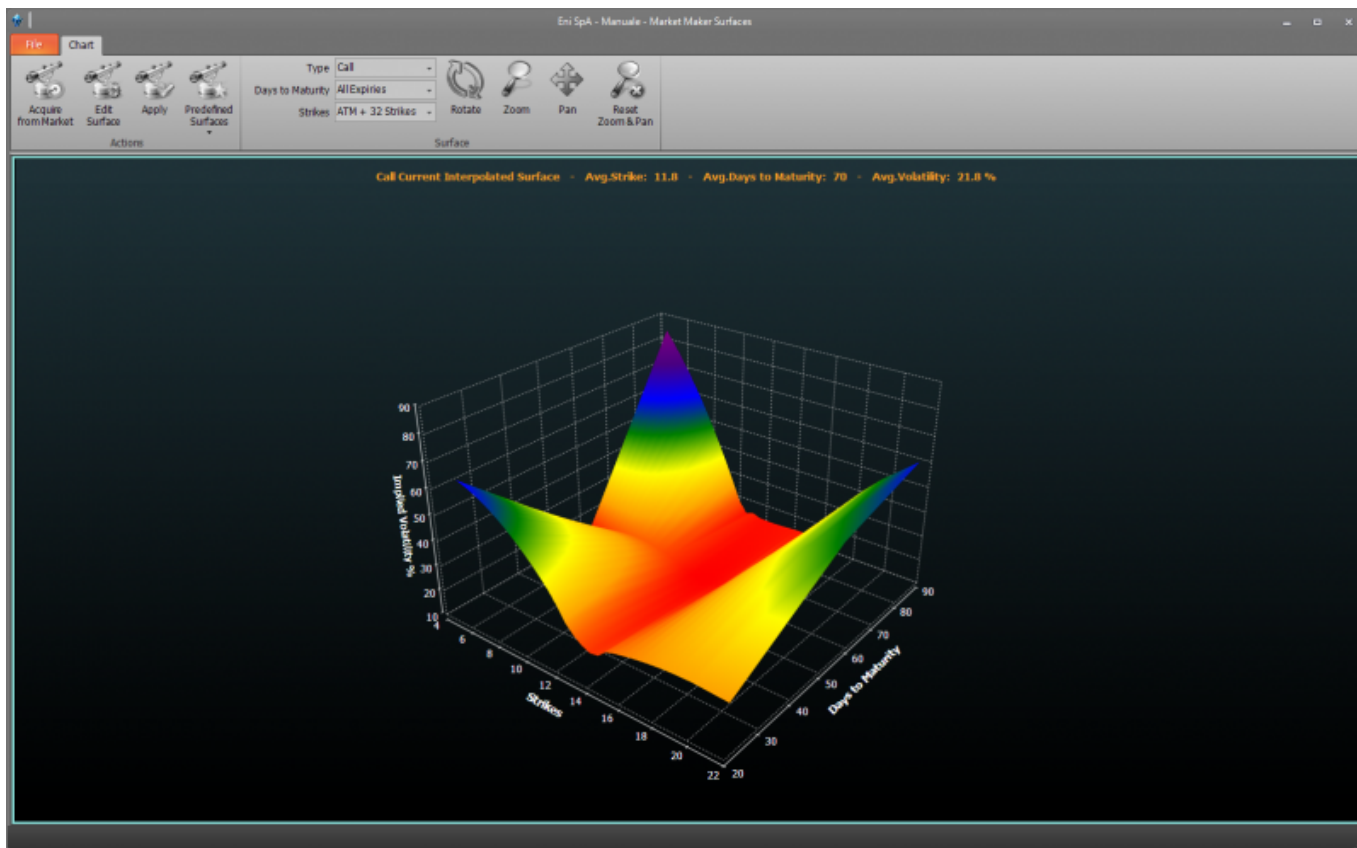 Eni SpA - Manuale - Market Maker Surfaces
File Chart
Type Call
Days to Maturity All Expiries
Strikes ATM + 32 Strikes
Acquire from Market
Edit Surface
Apply
Predefined Surfaces
Rotate
Zoom
Pan
Reset Zoom & Pan
Actions
Surface
Call Current Interpolated Surface - Avg.Strike: 11.8 - Avg.Days to Maturity: 70 - Avg.Volatility: 21.8 %
Implied Volatility %
90
80
70
60
50
40
30
20
10
Strikes
4
6
8
10
12
14
16
18
20
22
Days to Maturity
20
30
40
50
60
70
80
90